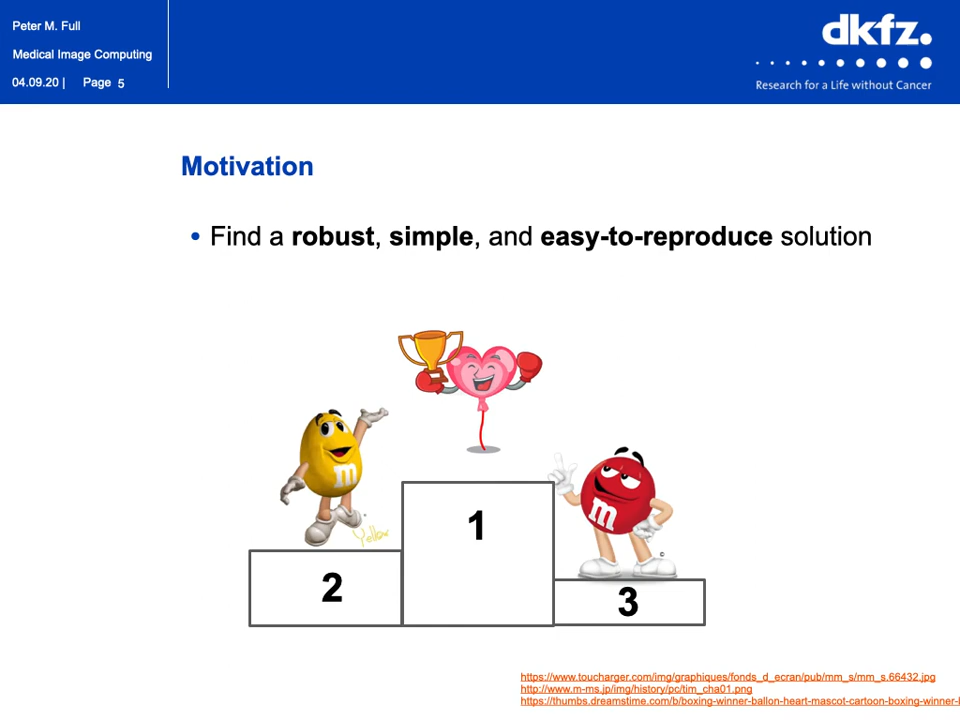 Peter M. Full
Medical Image Computing
04.09.20 | Page 5
dkfz.
Research for a Life without Cancer
Motivation
• Find a robust, simple, and easy-to-reproduce solution
m
Yellow
1
m
©
2
3
https://www.toucharger.com/img/graphiques/fonds_d_ecran/pub/mm_s/mm_s.66432.jpg
http://www.m-ms.jp/img/history/pc/tim_cha01.png
https://thumbs.dreamstime.com/b/boxing-winner-ballon-heart-mascot-cartoon-boxing-winner-